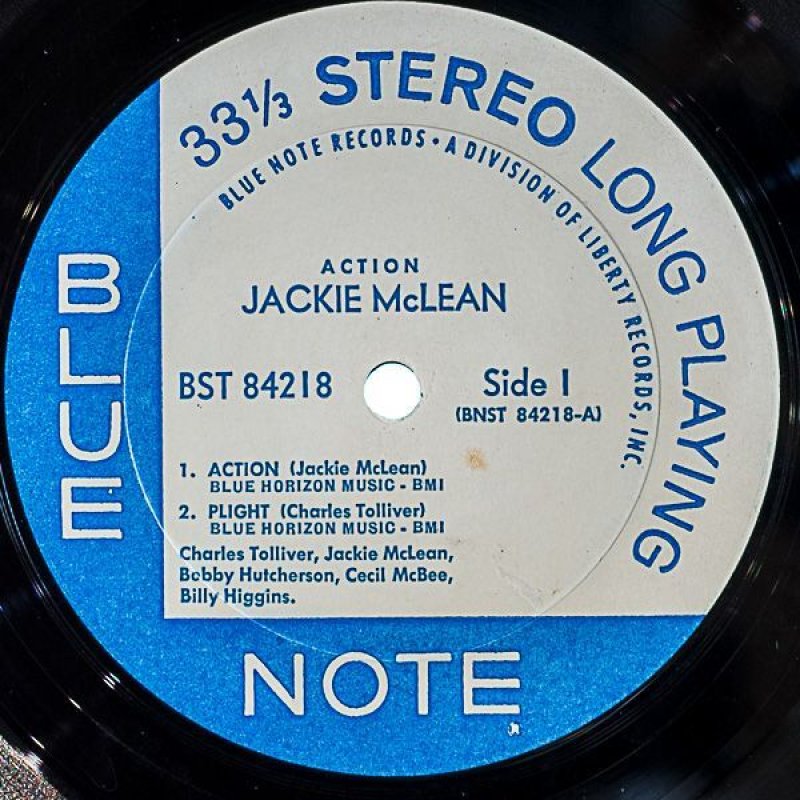 33⅓ STEREO LONG PLAYING
BLUE NOTE RECORDS • A DIVISION OF LIBERTY RECORDS, INC.
ACTION
JACKIE McLEAN
BST 84218
Side 1
(BNST 84218-A)
1. ACTION (Jackie McLean)
BLUE HORIZON MUSIC - BMI
2. PLIGHT (Charles Tolliver)
BLUE HORIZON MUSIC - BMI
Charles Tolliver, Jackie McLean,
Bobby Hutcherson, Cecil McBee,
Billy Higgins.
BLUE
NOTE